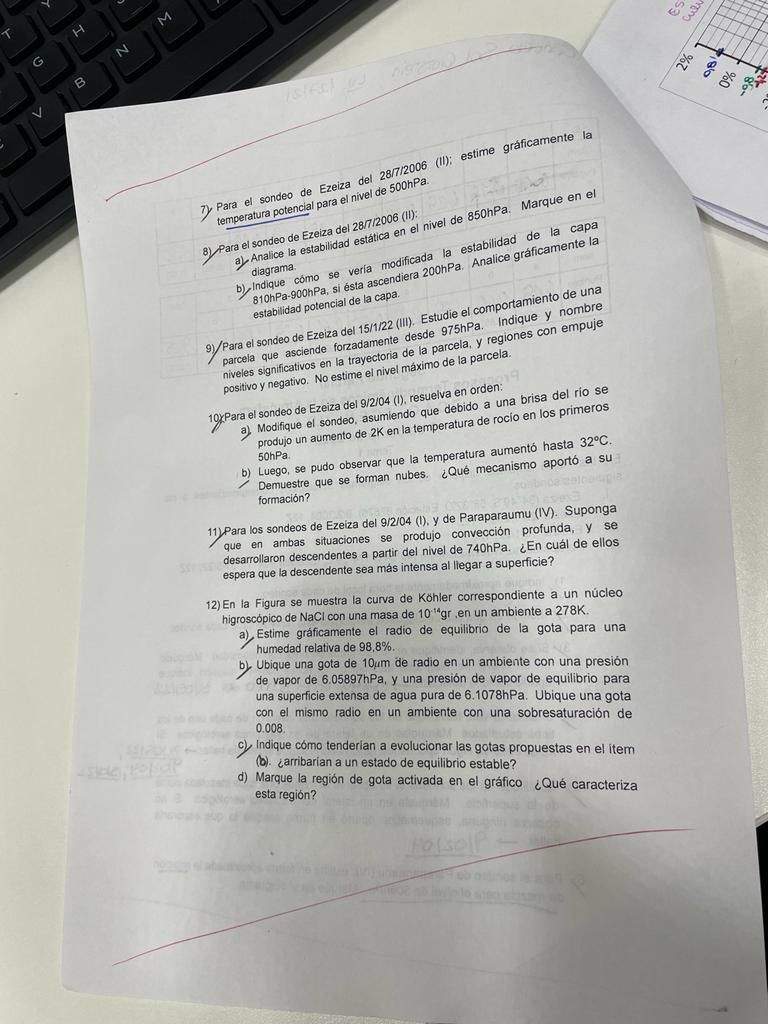 T
Y
G
H
V
B
N
M
2%
0,8
0%
-0,8
7) Para el sondeo de Ezeiza del 28/7/2006 (II); estime gráficamente la
temperatura potencial para el nivel de 500hPa.
8) Para el sondeo de Ezeiza del 28/7/2006 (II):
a) Analice la estabilidad estática en el nivel de 850hPa. Marque en el
diagrama.
b) Indique cómo se vería modificada la estabilidad de la capa
810hPa-900hPa, si ésta ascendiera 200hPa. Analice gráficamente la
estabilidad potencial de la capa.
9) Para el sondeo de Ezeiza del 15/1/22 (III). Estudie el comportamiento de una
parcela que asciende forzadamente desde 975hPa. Indique y nombre
niveles significativos en la trayectoria de la parcela, y regiones con empuje
positivo y negativo. No estime el nivel máximo de la parcela.
10) Para el sondeo de Ezeiza del 9/2/04 (I), resuelva en orden:
a) Modifique el sondeo, asumiendo que debido a una brisa del río se
produjo un aumento de 2K en la temperatura de rocío en los primeros
50hPa.
b) Luego, se pudo observar que la temperatura aumentó hasta 32ºC.
Demuestre que se forman nubes. ¿Qué mecanismo aportó a su
formación?
11) Para los sondeos de Ezeiza del 9/2/04 (I), y de Paraparaumu (IV). Suponga
que en ambas situaciones se produjo convección profunda, y se
desarrollaron descendentes a partir del nivel de 740hPa. ¿En cuál de ellos
espera que la descendente sea más intensa al llegar a superficie?
12) En la Figura se muestra la curva de Köhler correspondiente a un núcleo
higroscópico de NaCl con una masa de 10⁻¹⁴gr ,en un ambiente a 278K.
a) Estime gráficamente el radio de equilibrio de la gota para una
humedad relativa de 98,8%.
b) Ubique una gota de 10μm de radio en un ambiente con una presión
de vapor de 6.05897hPa, y una presión de vapor de equilibrio para
una superficie extensa de agua pura de 6.1078hPa. Ubique una gota
con el mismo radio en un ambiente con una sobresaturación de
0.008.
c) Indique cómo tenderían a evolucionar las gotas propuestas en el item
(b). ¿arribarían a un estado de equilibrio estable?
d) Marque la región de gota activada en el gráfico ¿Qué caracteriza
esta región?